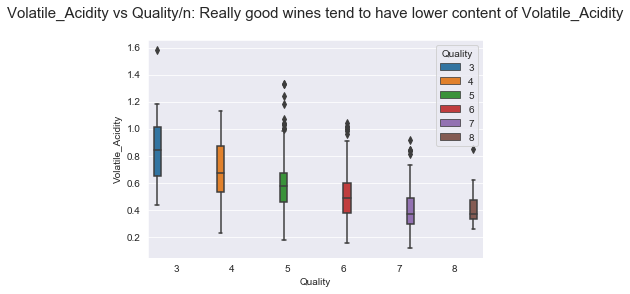 Volatile_Acidity vs Quality/n: Really good wines tend to have lower content of Volatile_Acidity
1.6
1.4
1.2
1.0
0.8
0.6
0.4
0.2
Volatile_Acidity
Quality
3
4
5
6
7
8
3 4 5 6 7 8
Quality